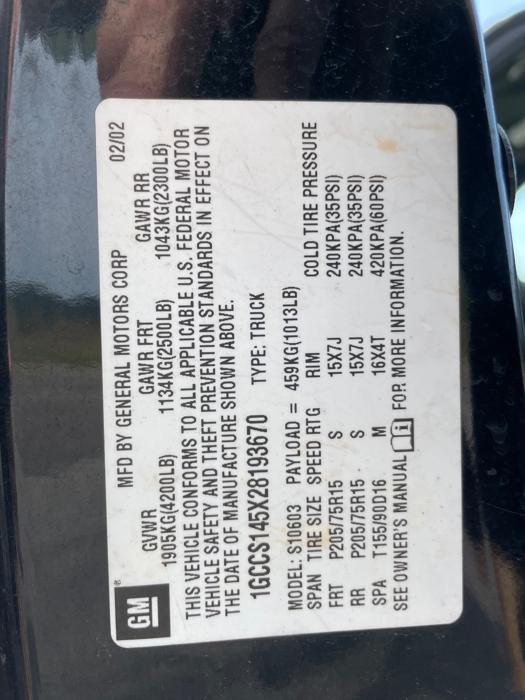 GM ®
MFD BY GENERAL MOTORS CORP 02/02
GVWR GAWR FRT GAWR RR
1905KG(4200LB) 1134KG(2500LB) 1043KG(2300LB)
THIS VEHICLE CONFORMS TO ALL APPLICABLE U.S. FEDERAL MOTOR
VEHICLE SAFETY AND THEFT PREVENTION STANDARDS IN EFFECT ON
THE DATE OF MANUFACTURE SHOWN ABOVE.
1GCCS145X28193670 TYPE: TRUCK
MODEL: S10603 PAYLOAD = 459KG(1013LB)
SPAN TIRE SIZE SPEED RTG RIM COLD TIRE PRESSURE
FRT P205/75R15 S 15X7J 240KPA(35PSI)
RR P205/75R15 S 15X7J 240KPA(35PSI)
SPA T155/90D16 M 16X4T 420KPA(60PSI)
SEE OWNER'S MANUAL FOR MORE INFORMATION.